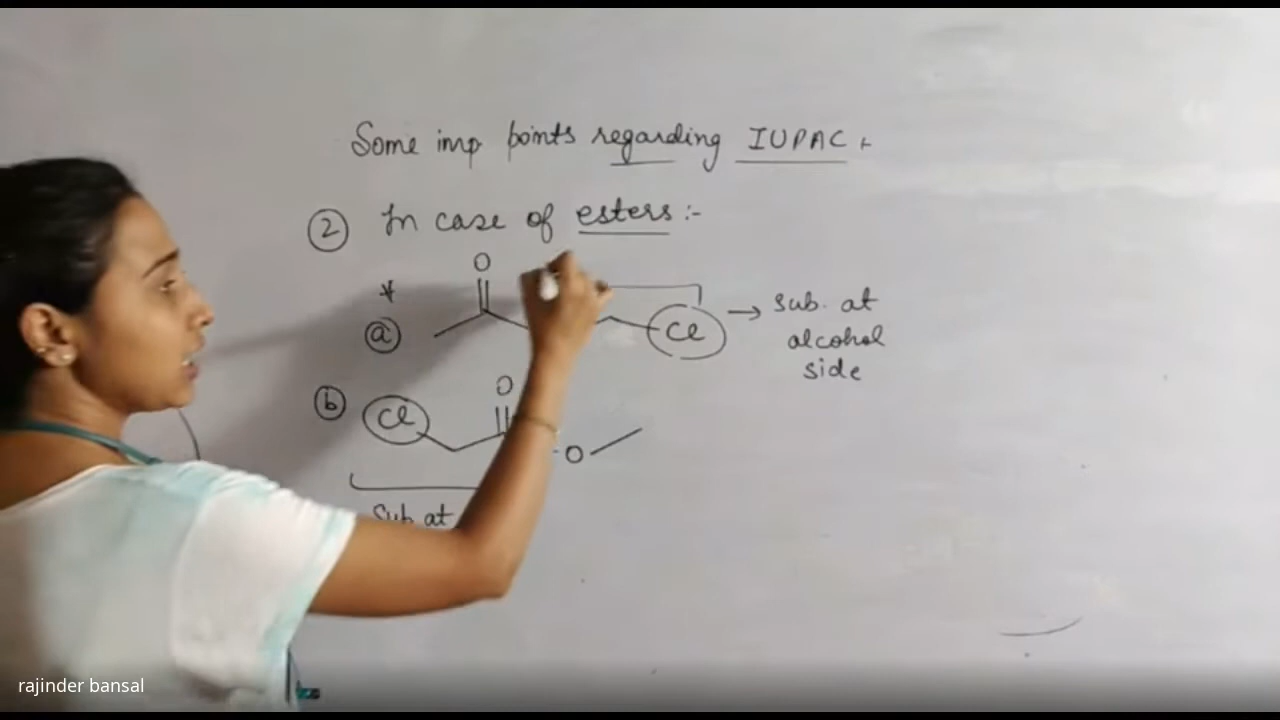 Some imp points regarding IUPAC :
② In case of esters :-
*
O
ⓐ Cl → sub. at
alcohol
side
ⓑ Cl O
O
Sub at
rajinder bansal